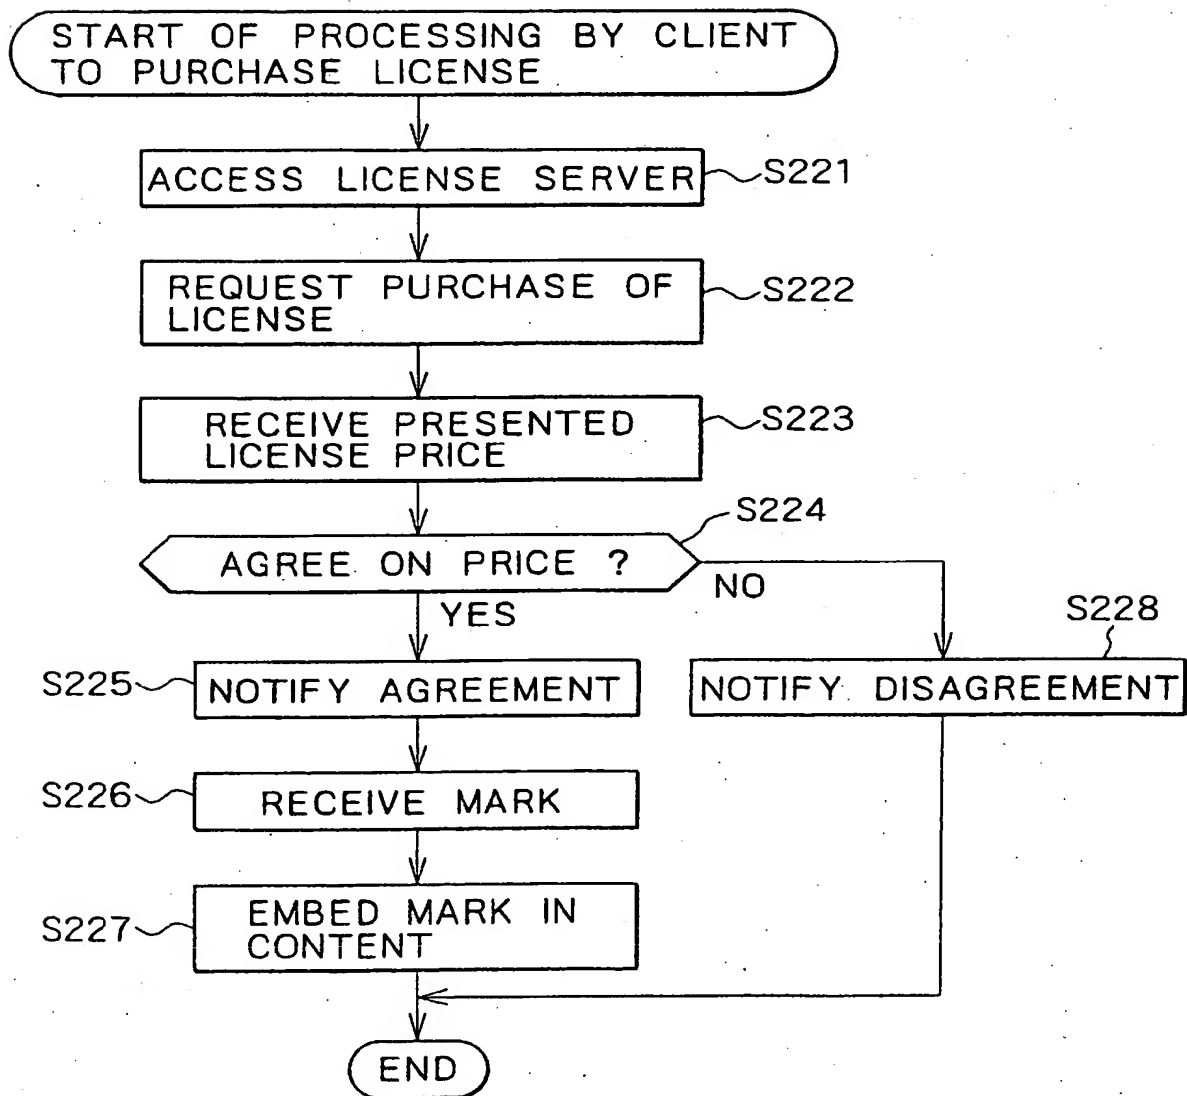 START OF PROCESSING BY CLIENT
TO PURCHASE LICENSE
ACCESS LICENSE SERVER
S221
REQUEST PURCHASE OF
LICENSE
S222
RECEIVE PRESENTED
LICENSE PRICE
S223
S224
AGREE ON PRICE ?
NO
YES
S228
S225
NOTIFY AGREEMENT
NOTIFY DISAGREEMENT
S226
RECEIVE MARK
S227
EMBED MARK IN
CONTENT
END